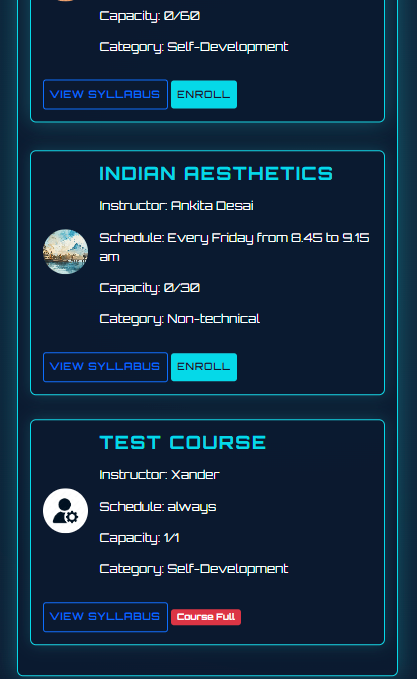 Capacity: 0/60
Category: Self-Development
VIEW SYLLABUS ENROLL
INDIAN AESTHETICS
Instructor: Ankita Desai
Schedule: Every Friday from 8.45 to 9.15
am
Capacity: 0/30
Category: Non-technical
VIEW SYLLABUS ENROLL
TEST COURSE
Instructor: Xander
Schedule: always
Capacity: 1/1
Category: Self-Development
VIEW SYLLABUS Course Full